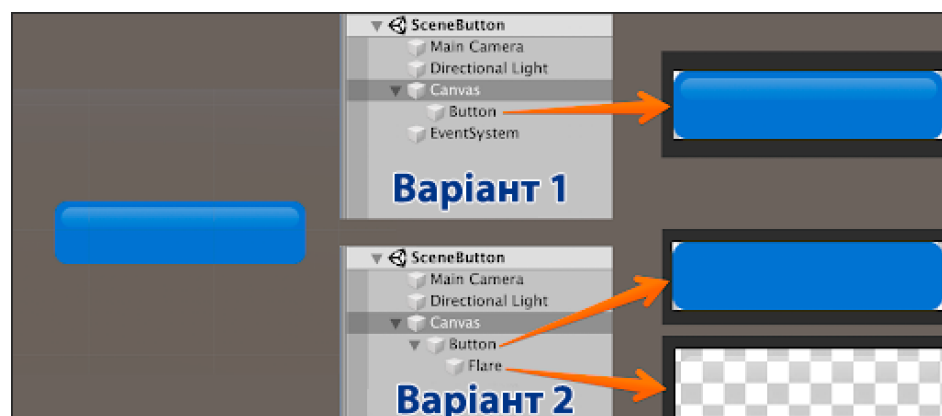 SceneButton
Main Camera
Directional Light
Canvas
Button
EventSystem
Варіант 1
SceneButton
Main Camera
Directional Light
Canvas
Button
Flare
Варіант 2